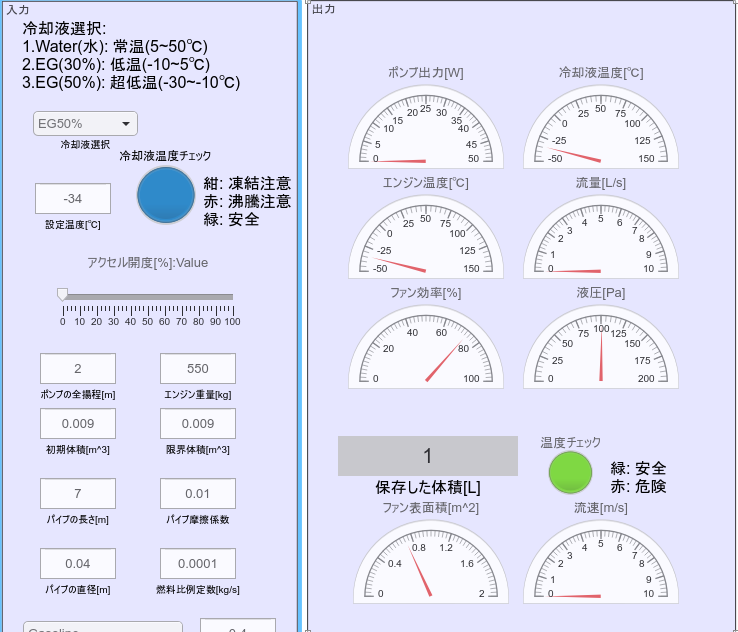 入力
冷却液選択:
1.Water(水): 常温(5~50℃)
2.EG(30%): 低温(-10~5℃)
3.EG(50%): 超低温(-30~-10℃)
EG50%
冷却液選択
冷却液温度チェック
紺: 凍結注意
赤: 沸騰注意
緑: 安全
-34
設定温度[℃]
アクセル開度[%]:Value
0 10 20 30 40 50 60 70 80 90 100
2
550
ポンプの全揚程[m]
エンジン重量[kg]
0.009
0.009
初期体積[m^3]
限界体積[m^3]
7
0.01
パイプの長さ[m]
パイプ摩擦係数
0.04
0.0001
パイプの直径[m]
燃料比例定数[kg/s]
出力
ポンプ出力[W]
0 5 10 15 20 25 30 35 40 45 50
冷却液温度[℃]
-50 -25 0 25 50 75 100 125 150
エンジン温度[℃]
-50 -25 0 25 50 75 100 125 150
流量[L/s]
0 1 2 3 4 5 6 7 8 9 10
ファン効率[%]
0 20 40 60 80 100
液圧[Pa]
0 25 50 75 100 125 150 175 200
1
保存した体積[L]
温度チェック
緑: 安全
赤: 危険
ファン表面積[m^2]
0 0.4 0.8 1.2 1.6 2
流速[m/s]
0 1 2 3 4 5 6 7 8 9 10